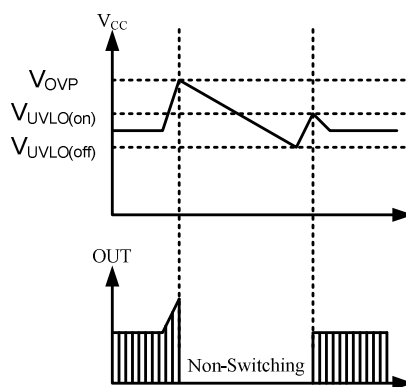 VCC
VOVP
VUVLO(on)
VUVLO(off)
OUT
Non-Switching